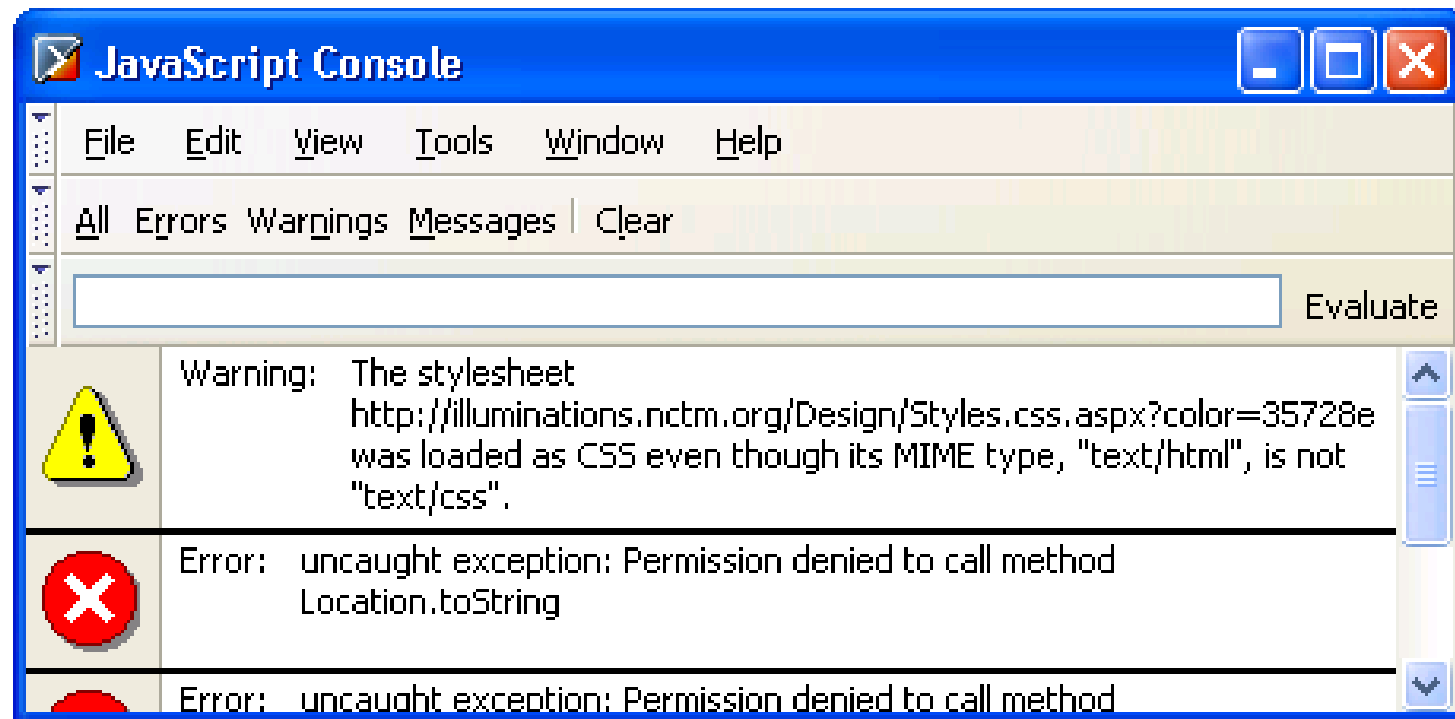 JavaScript Console
File Edit View Tools Window Help
All Errors Warnings Messages Clear
Evaluate
Warning: The stylesheet
http://illuminations.nctm.org/Design/Styles.css.aspx?color=35728e
was loaded as CSS even though its MIME type, "text/html", is not
"text/css".
Error: uncaught exception: Permission denied to call method
Location.toString
Error: uncaught exception: Permission denied to call method